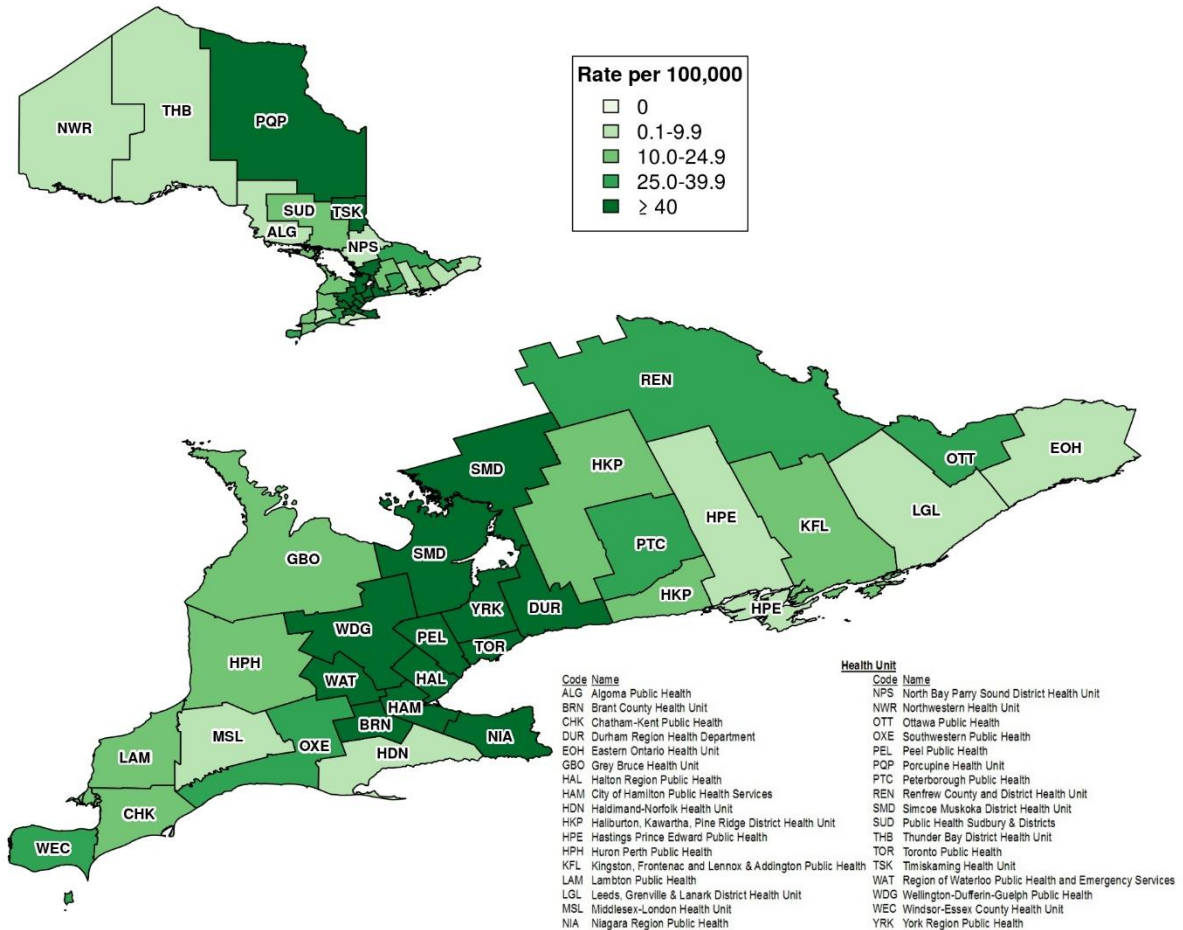 Rate per 100,000
0
0.1-9.9
10.0-24.9
25.0-39.9
≥ 40
NWR
THB
PQP
SUD
TSK
ALG
NPS
REN
SMD
HKP
OTT
EOH
HPE
LGL
KFL
PTC
SMD
GBO
HKP
YRK
DUR
HPE
WDG
PEL
TOR
HPH
WAT
HAL
HAM
BRN
NIA
MSL
OXE
HDN
LAM
CHK
WEC
Health Unit
Code Name
ALG Algoma Public Health
BRN Brant County Health Unit
CHK Chatham-Kent Public Health
DUR Durham Region Health Department
EOH Eastern Ontario Health Unit
GBO Grey Bruce Health Unit
HAL Halton Region Public Health
HAM City of Hamilton Public Health Services
HDN Haldimand-Norfolk Health Unit
HKP Haliburton, Kawartha, Pine Ridge District Health Unit
HPE Hastings Prince Edward Public Health
HPH Huron Perth Public Health
KFL Kingston, Frontenac and Lennox & Addington Public Health
LAM Lambton Public Health
LGL Leeds, Grenville & Lanark District Health Unit
MSL Middlesex-London Health Unit
NIA Niagara Region Public Health
Code Name
NPS North Bay Parry Sound District Health Unit
NWR Northwestern Health Unit
OTT Ottawa Public Health
OXE Southwestern Public Health
PEL Peel Public Health
PQP Porcupine Health Unit
PTC Peterborough Public Health
REN Renfrew County and District Health Unit
SMD Simcoe Muskoka District Health Unit
SUD Public Health Sudbury & Districts
THB Thunder Bay District Health Unit
TOR Toronto Public Health
TSK Timiskaming Health Unit
WAT Region of Waterloo Public Health and Emergency Services
WDG Wellington-Dufferin-Guelph Public Health
WEC Windsor-Essex County Health Unit
YRK York Region Public Health